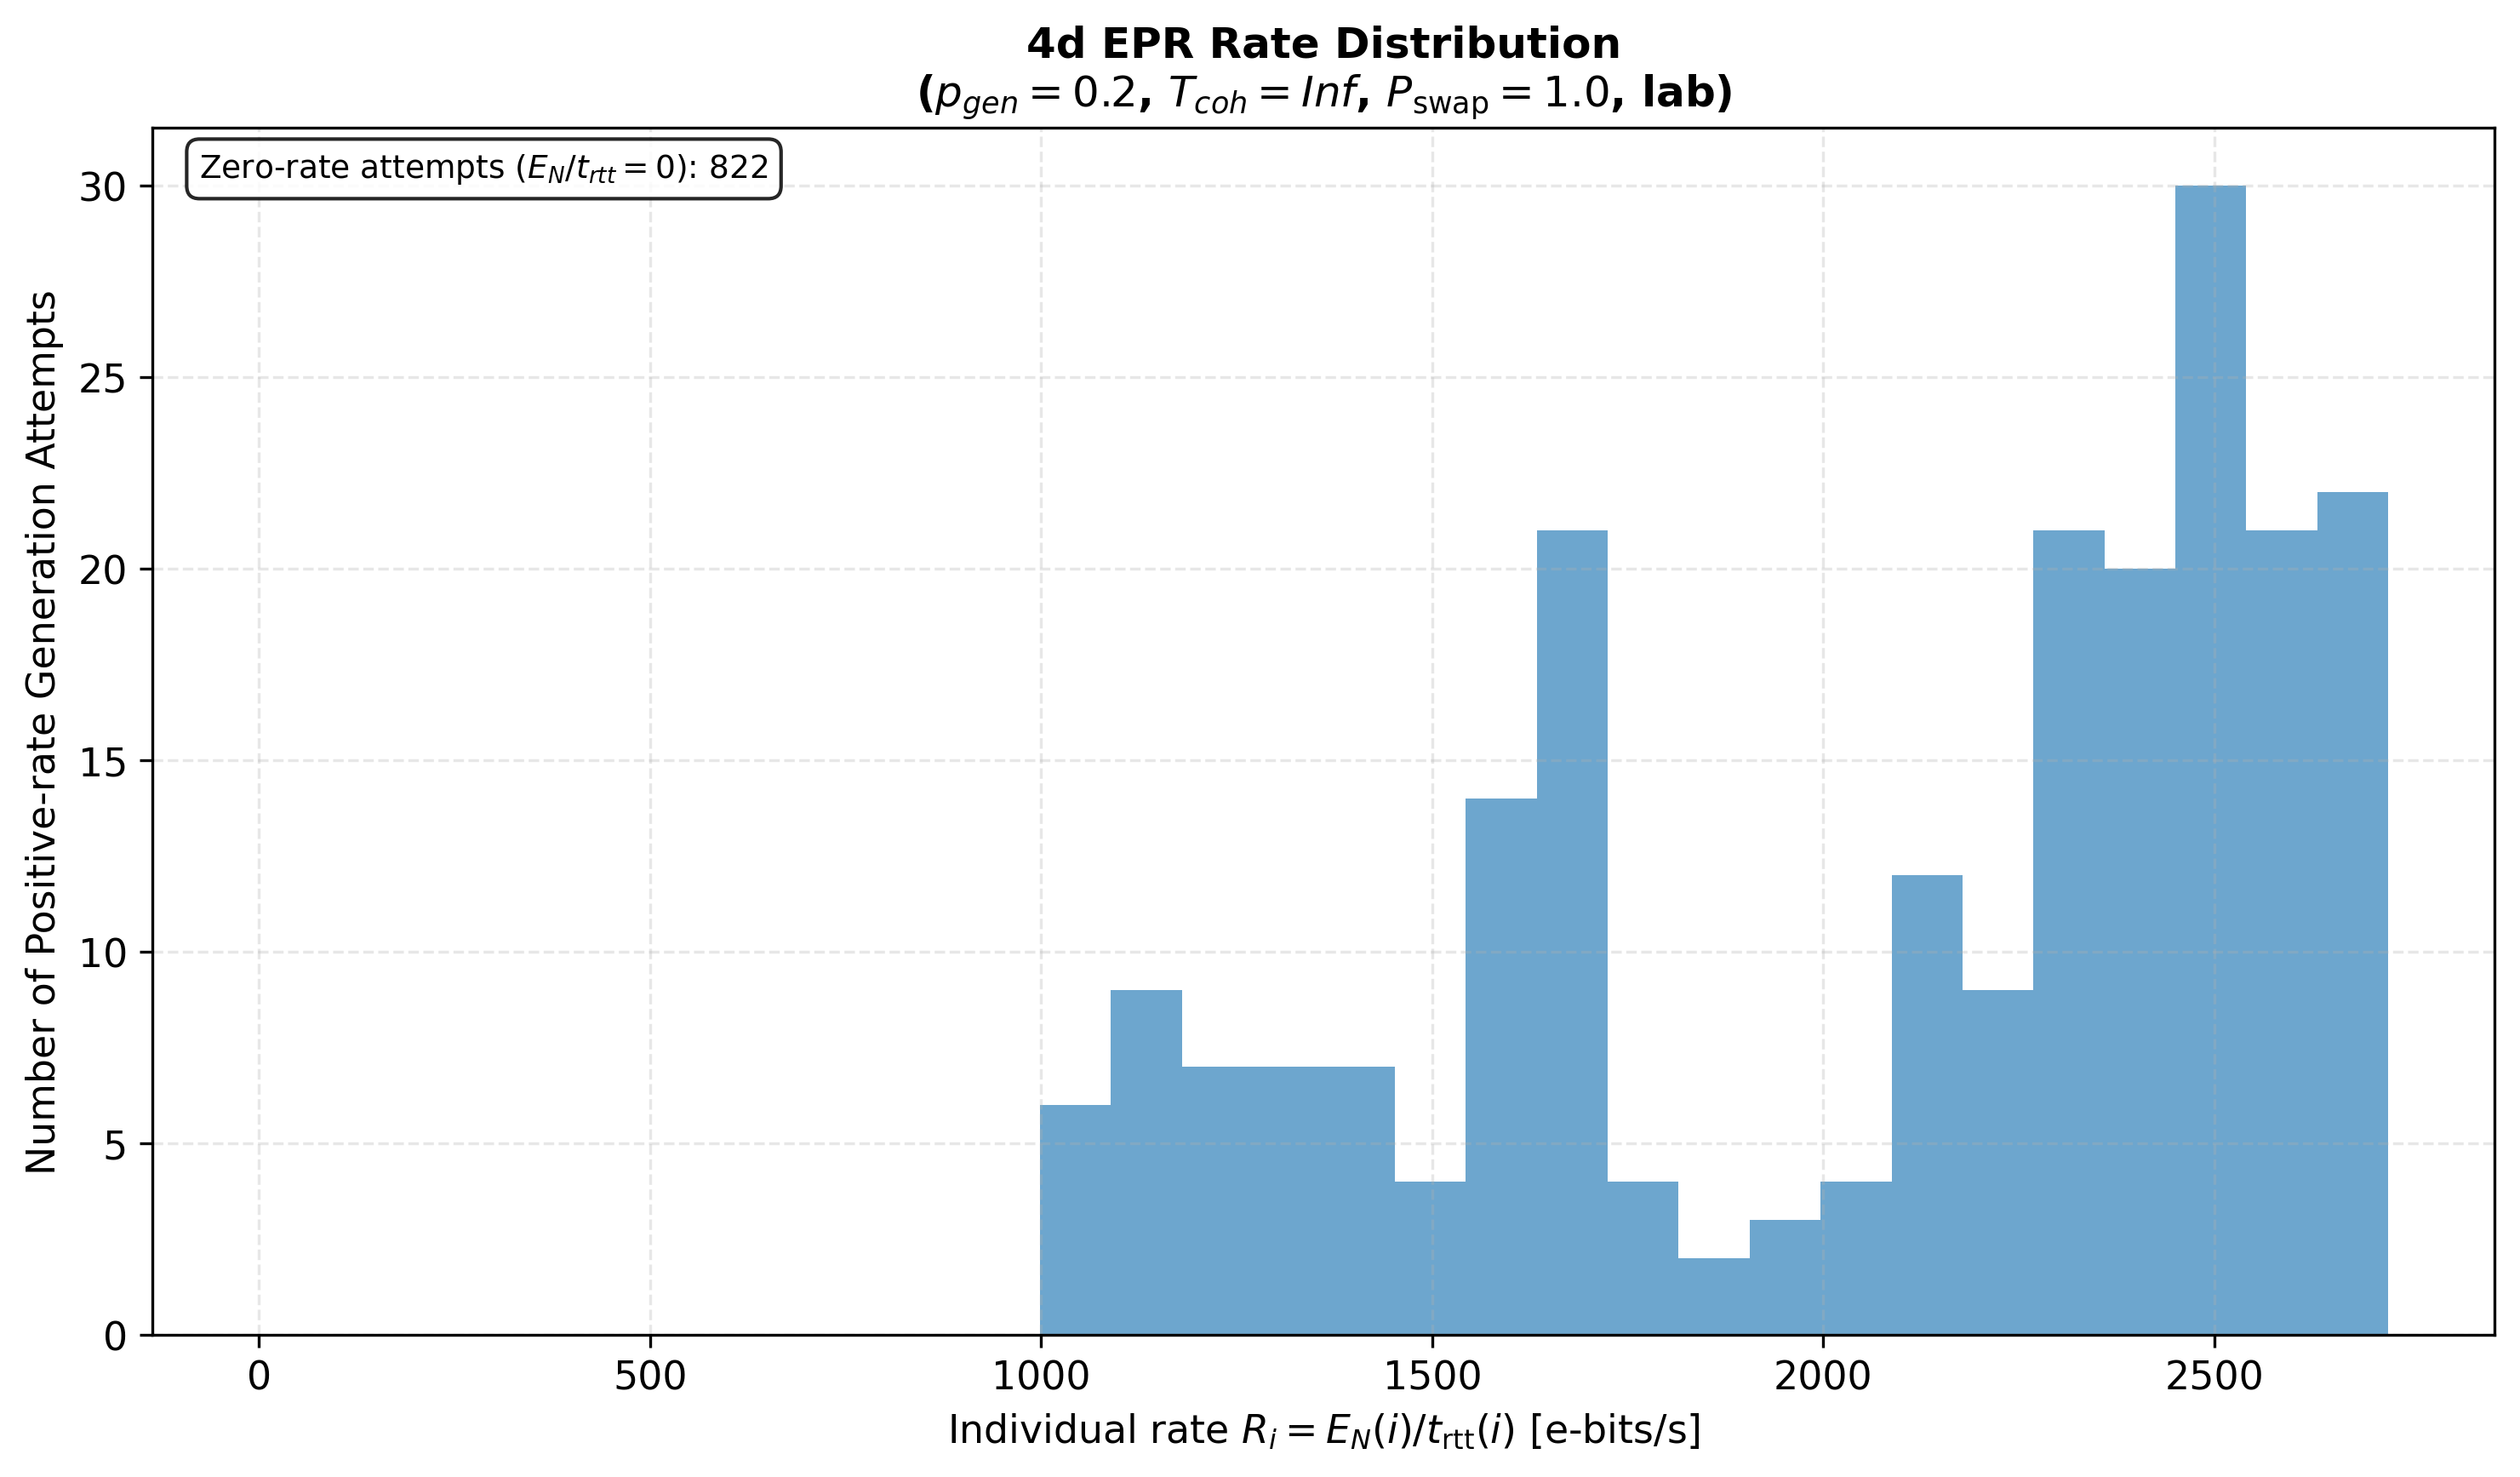 4d EPR Rate Distribution
(p_gen = 0.2, T_coh = Inf, P_swap = 1.0, lab)
Zero-rate attempts (E_N/t_rtt = 0): 822
Number of Positive-rate Generation Attempts
30
25
20
15
10
5
0
0 500 1000 1500 2000 2500
Individual rate R_i = E_N(i)/t_rtt(i) [e-bits/s]